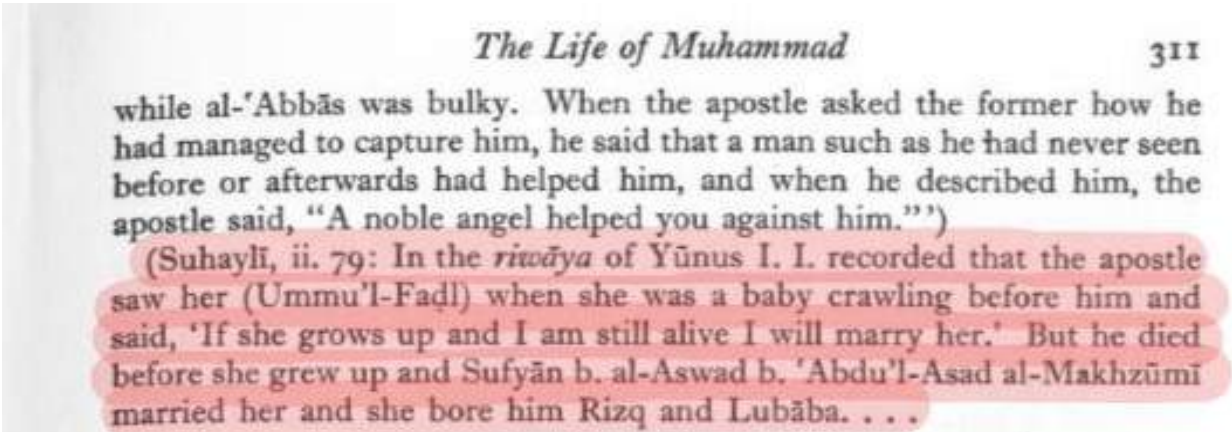 The Life of Muhammad 311
while al-ʿAbbās was bulky. When the apostle asked the former how he
had managed to capture him, he said that a man such as he had never seen
before or afterwards had helped him, and when he described him, the
apostle said, “A noble angel helped you against him.”’)
(Suhaylī, ii. 79: In the riwāya of Yūnus I. I. recorded that the apostle
saw her (Ummu’l-Faḍl) when she was a baby crawling before him and
said, ‘If she grows up and I am still alive I will marry her.’ But he died
before she grew up and Sufyān b. al-Aswad b. ʿAbdu’l-Asad al-Makhzūmī
married her and she bore him Rizq and Lubāba. . . .